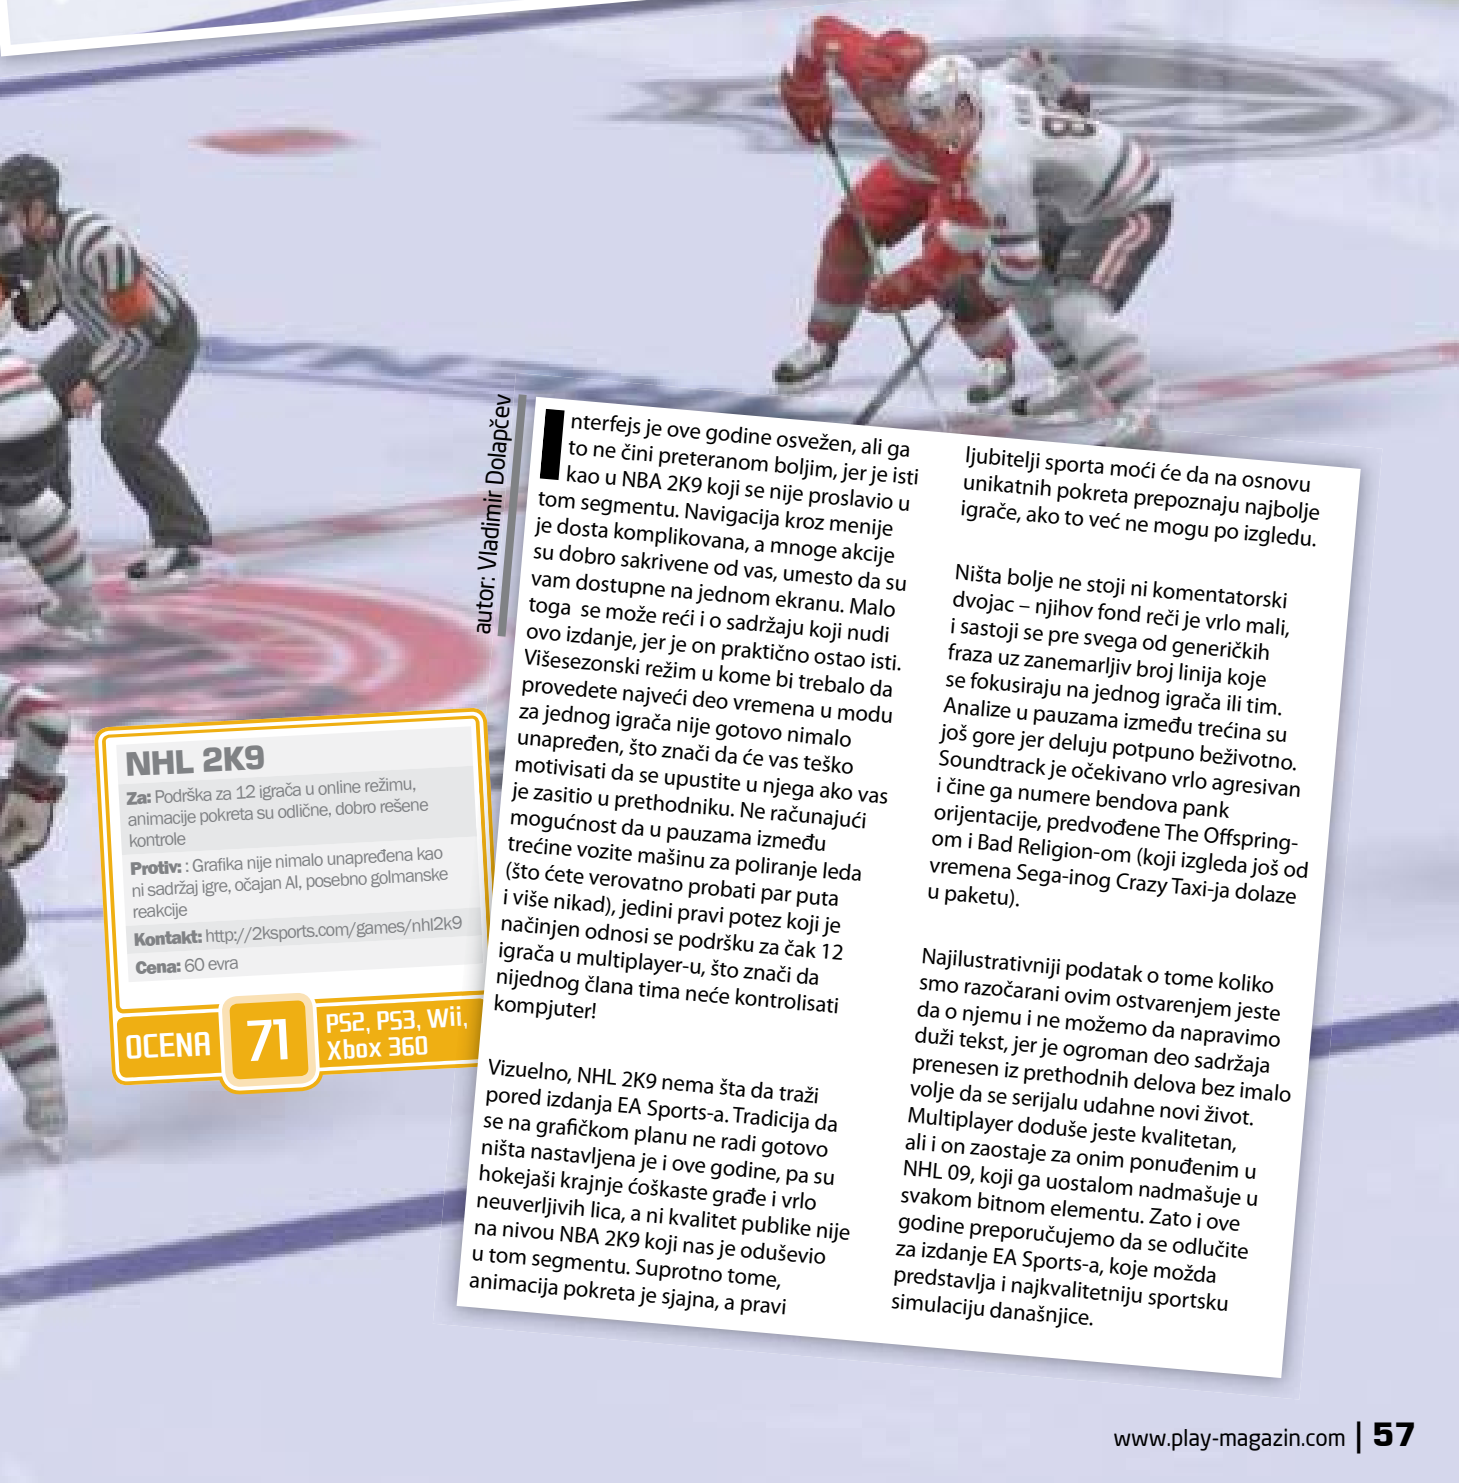 autor: Vladimir Dolapčev
Interfejs je ove godine osvežen, ali ga
to ne čini preteranom boljim, jer je isti
kao u NBA 2K9 koji se nije proslavio u
tom segmentu. Navigacija kroz menije
je dosta komplikovana, a mnoge akcije
su dobro sakrivene od vas, umesto da su
vam dostupne na jednom ekranu. Malo
toga  se može reći i o sadržaju koji nudi
ovo izdanje, jer je on praktično ostao isti.
Višesezonski režim u kome bi trebalo da
provedete najveći deo vremena u modu
za jednog igrača nije gotovo nimalo
unapređen, što znači da će vas teško
motivisati da se upustite u njega ako vas
je zasitio u prethodniku. Ne računajući
mogućnost da u pauzama između
trećine vozite mašinu za poliranje leda
(što ćete verovatno probati par puta
i više nikad), jedini pravi potez koji je
načinjen odnosi se podršku za čak 12
igrača u multiplayer-u, što znači da
nijednog člana tima neće kontrolisati
kompjuter!
Vizuelno, NHL 2K9 nema šta da traži
pored izdanja EA Sports-a. Tradicija da
se na grafičkom planu ne radi gotovo
ništa nastavljena je i ove godine, pa su
hokejaši krajnje ćoškaste građe i vrlo
neuverljivih lica, a ni kvalitet publike nije
na nivou NBA 2K9 koji nas je oduševio
u tom segmentu. Suprotno tome,
animacija pokreta je sjajna, a pravi
ljubitelji sporta moći će da na osnovu
unikatnih pokreta prepoznaju najbolje
igrače, ako to već ne mogu po izgledu.
Ništa bolje ne stoji ni komentatorski
dvojac – njihov fond reči je vrlo mali,
i sastoji se pre svega od generičkih
fraza uz zanemarljiv broj linija koje
se fokusiraju na jednog igrača ili tim.
Analize u pauzama između trećina su
još gore jer deluju potpuno beživotno.
Soundtrack je očekivano vrlo agresivan
i čine ga numere bendova pank
orijentacije, predvođene The Offspring-
om i Bad Religion-om (koji izgleda još od
vremena Sega-inog Crazy Taxi-ja dolaze
u paketu).
Najilustrativniji podatak o tome koliko
smo razočarani ovim ostvarenjem jeste
da o njemu i ne možemo da napravimo
duži tekst, jer je ogroman deo sadržaja
prenesen iz prethodnih delova bez imalo
volje da se serijalu udahne novi život.
Multiplayer doduše jeste kvalitetan,
ali i on zaostaje za onim ponuđenim u
NHL 09, koji ga uostalom nadmašuje u
svakom bitnom elementu. Zato i ove
godine preporučujemo da se odlučite
za izdanje EA Sports-a, koje možda
predstavlja i najkvalitetniju sportsku
simulaciju današnjice.
NHL 2K9
Za: Podrška za 12 igrača u online režimu,
animacije pokreta su odlične, dobro rešene
kontrole
Protiv: : Grafika nije nimalo unapređena kao
ni sadržaj igre, očajan AI, posebno golmanske
reakcije
Kontakt: http://2ksports.com/games/nhl2k9
Cena: 60 evra
OCENA 71 PS2, PS3, Wii,
Xbox 360
www.play-magazin.com | 57